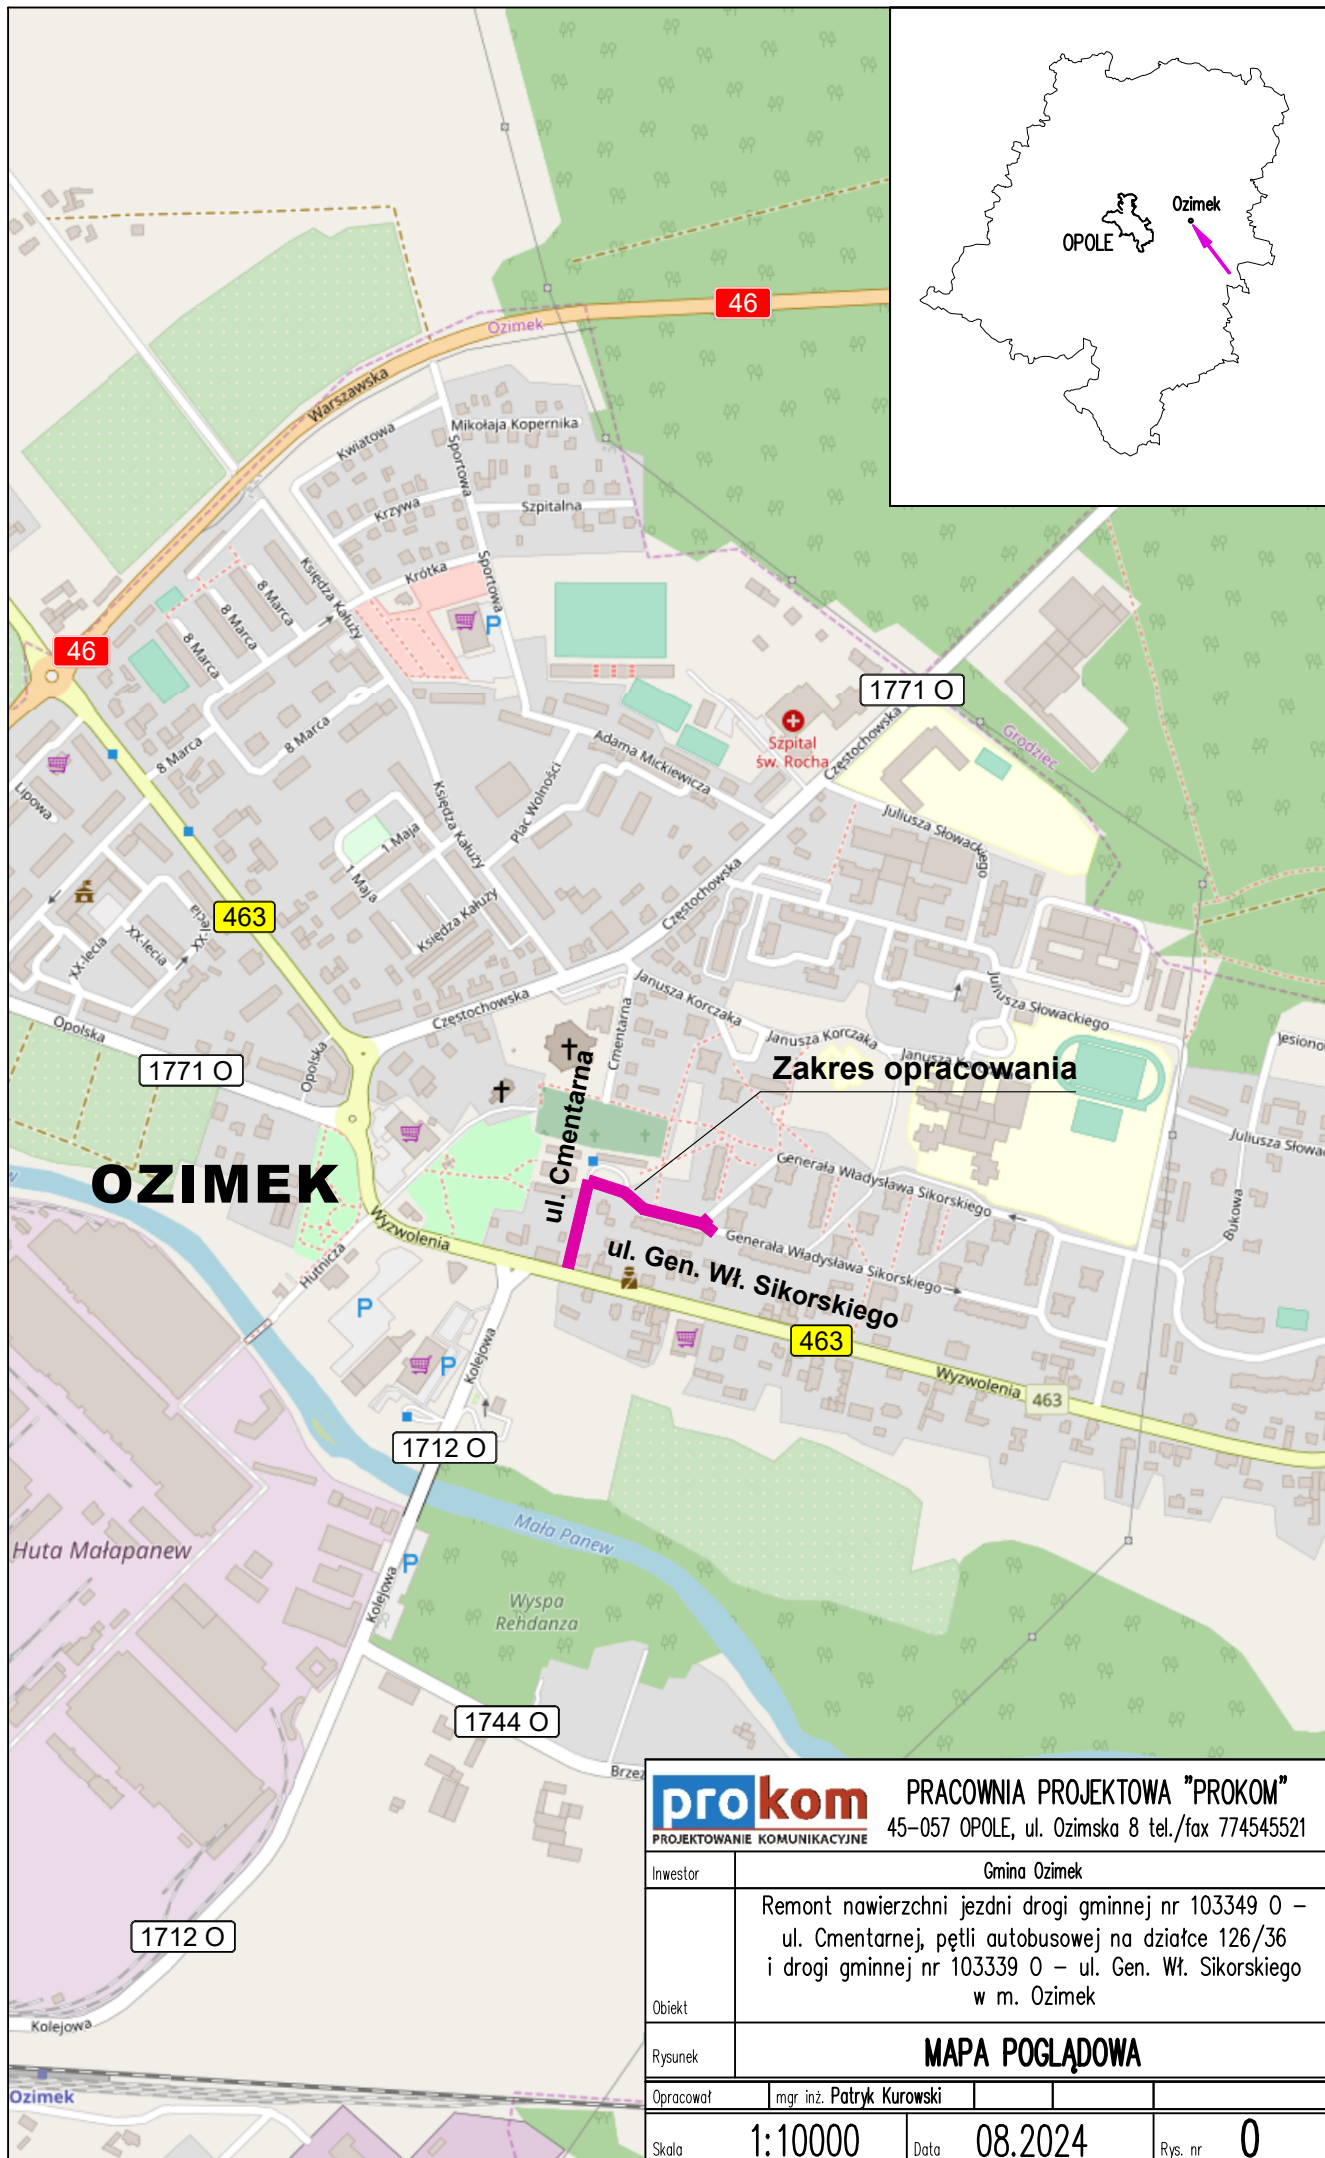 Ozimek
OPOLE
46
Ozimek
Warszawska
Kwiatowa
Mikołaja Kopernika
Sportowa
Krzywa
Szpitalna
Krótka
Sportowa
Księdza Kałuży
8 Marca
8 Marca
8 Marca
P
46
1771 O
Szpital
św. Rocha
Częstochowska
Grodziec
8 Marca
8 Marca
Adama Mickiewicza
Lipowa
Plac Wolności
Księdza Kałuży
Juliusza Słowackiego
1 Maja
1 Maja
Częstochowska
463
XX-lecia
XX-lecia
XX-lecia
Księdza Kałuży
Janusza Korczaka
Juliusza Słowackiego
Częstochowska
Cmentarna
Opolska
Opolska
Janusza Korczaka
Jesiono
1771 O
Zakres opracowania
ul. Cmentarna
Juliusza Słowa
OZIMEK
Generała Władysława Sikorskiego
Bukowa
Wyzwolenia
Generała Władysława Sikorskiego
ul. Gen. Wł. Sikorskiego
Hutnicza
P
463
P
Kolejowa
Wyzwolenia
463
1712 O
Mała Panew
Huta Małapanew
P
Kolejowa
Wyspa
Rehdanza
1744 O
Brzez
1712 O
Kolejowa
Ozimek
prokom
PROJEKTOWANIE KOMUNIKACYJNE
PRACOWNIA PROJEKTOWA "PROKOM"
45-057 OPOLE, ul. Ozimska 8 tel./fax 774545521
Inwestor
Gmina Ozimek
Obiekt
Remont nawierzchni jezdni drogi gminnej nr 103349 O –
ul. Cmentarnej, pętli autobusowej na działce 126/36
i drogi gminnej nr 103339 O – ul. Gen. Wł. Sikorskiego
w m. Ozimek
Rysunek
MAPA POGLĄDOWA
Opracował
mgr inż. Patryk Kurowski
Skala
1:10000
Data
08.2024
Rys. nr
0